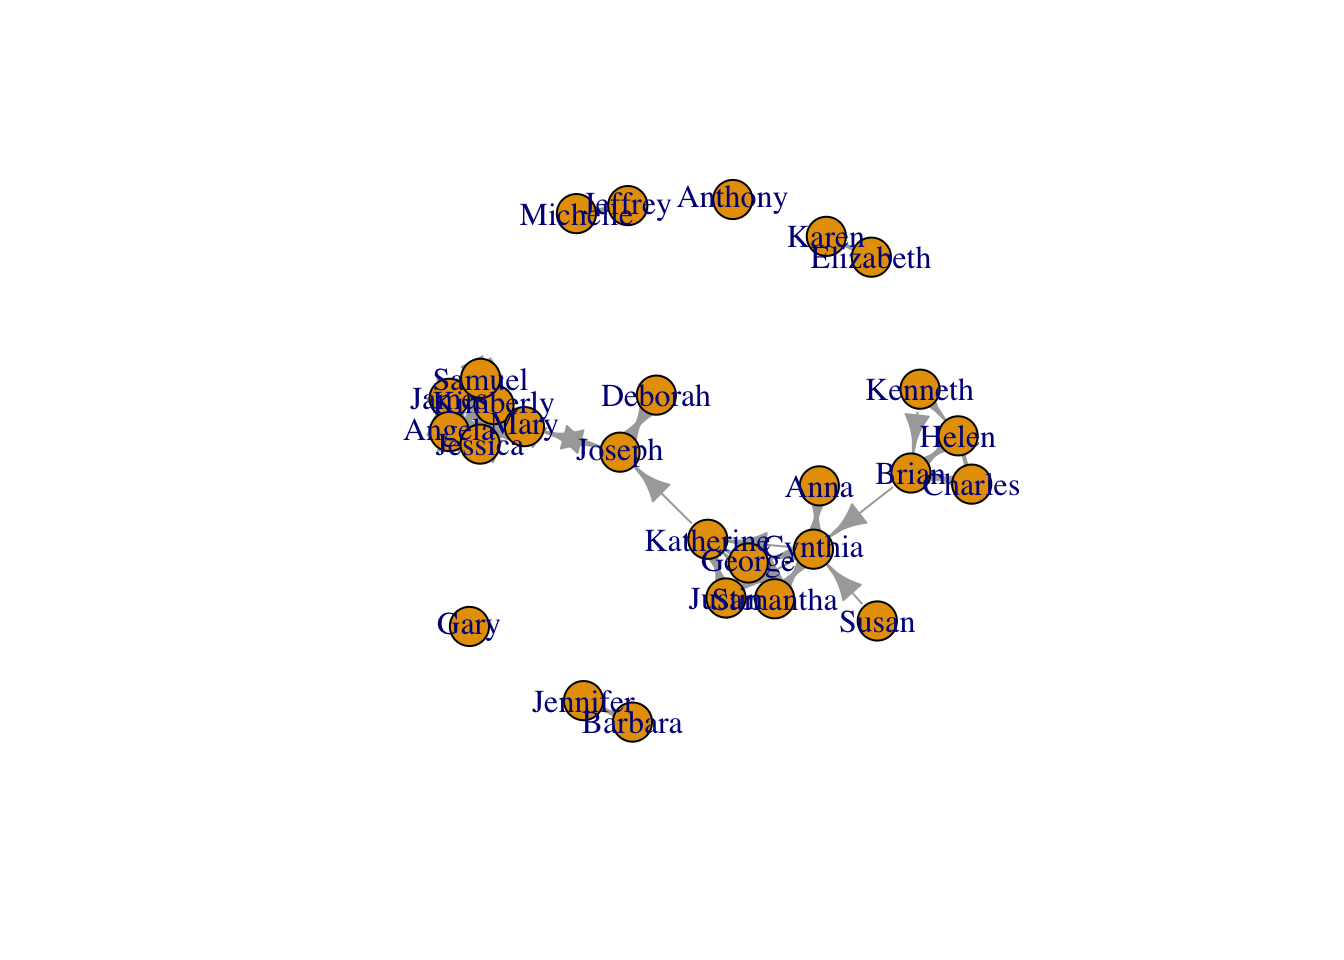 Anthony
Jeffrey
Michelle
Karen
Elizabeth
Samuel
Kenneth
Deborah
James
Kimberly
Mary
Angela
Helen
Jessica
Joseph
Brian
Charles
Anna
Katherine
Cynthia
George
Justin
Samantha
Susan
Gary
Jennifer
Barbara